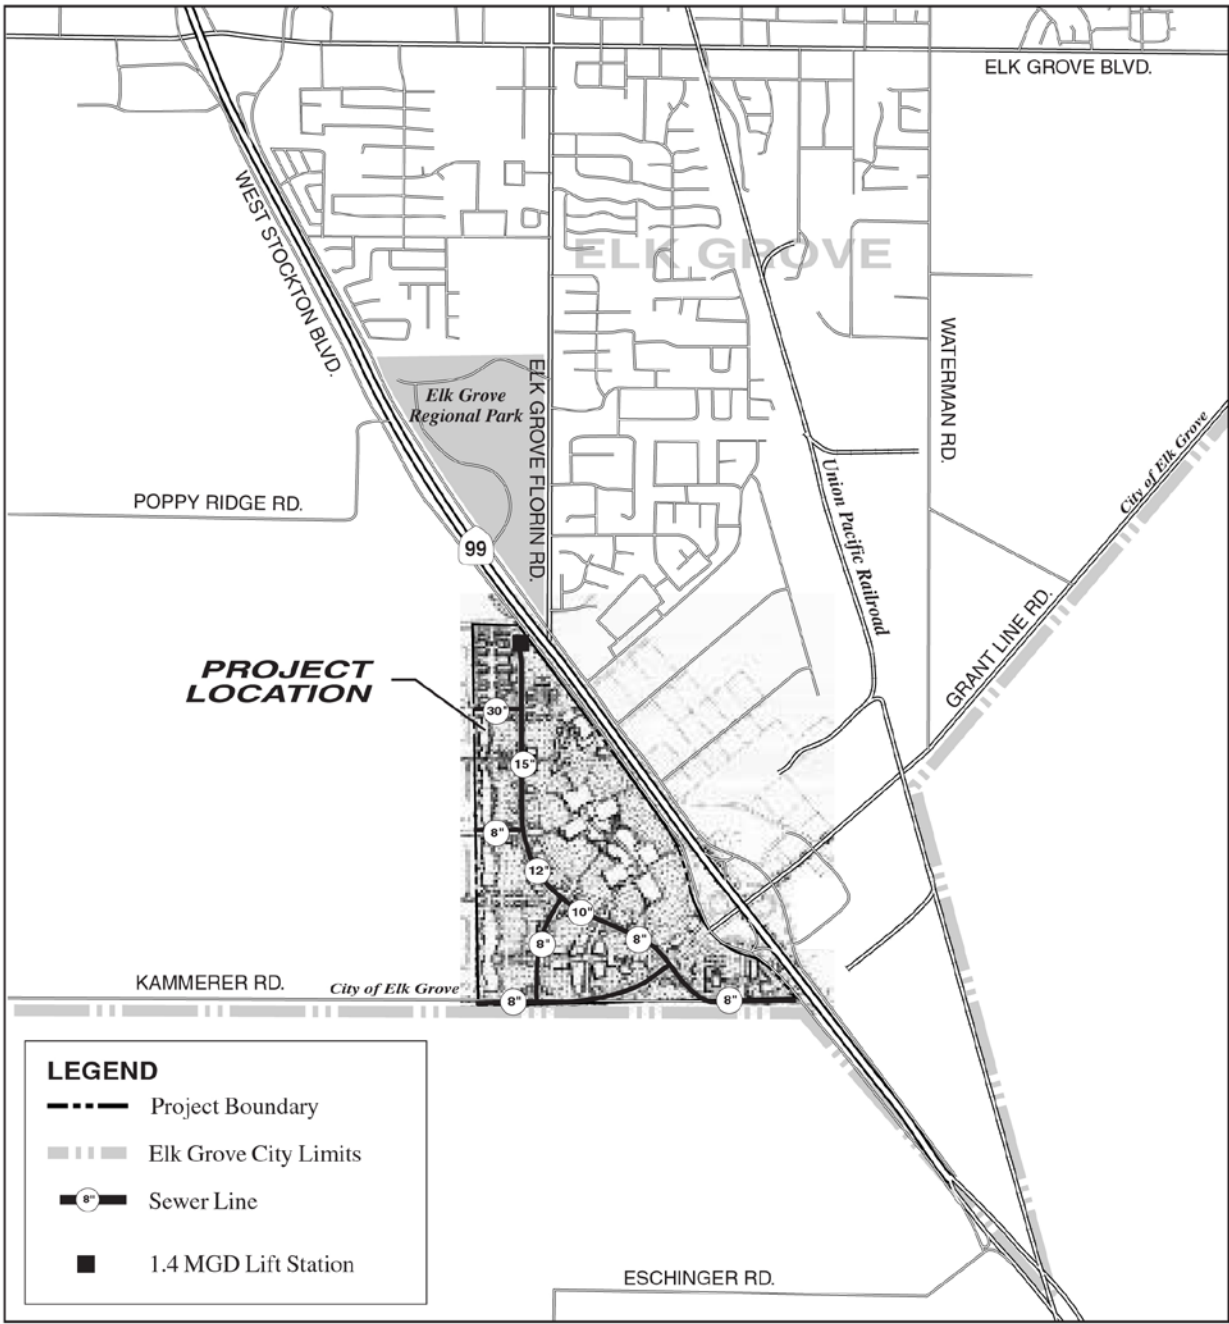 ELK GROVE BLVD.
WEST STOCKTON BLVD.
ELK GROVE
WATERMAN RD.
ELK GROVE FLORIN RD.
Elk Grove
Regional Park
City of Elk Grove
Union Pacific Railroad
POPPY RIDGE RD.
99
GRANT LINE RD.
PROJECT
LOCATION
30"
15"
8"
12"
10"
8"
8"
KAMMERER RD.
City of Elk Grove
8"
8"
LEGEND
Project Boundary
Elk Grove City Limits
8"
Sewer Line
1.4 MGD Lift Station
ESCHINGER RD.